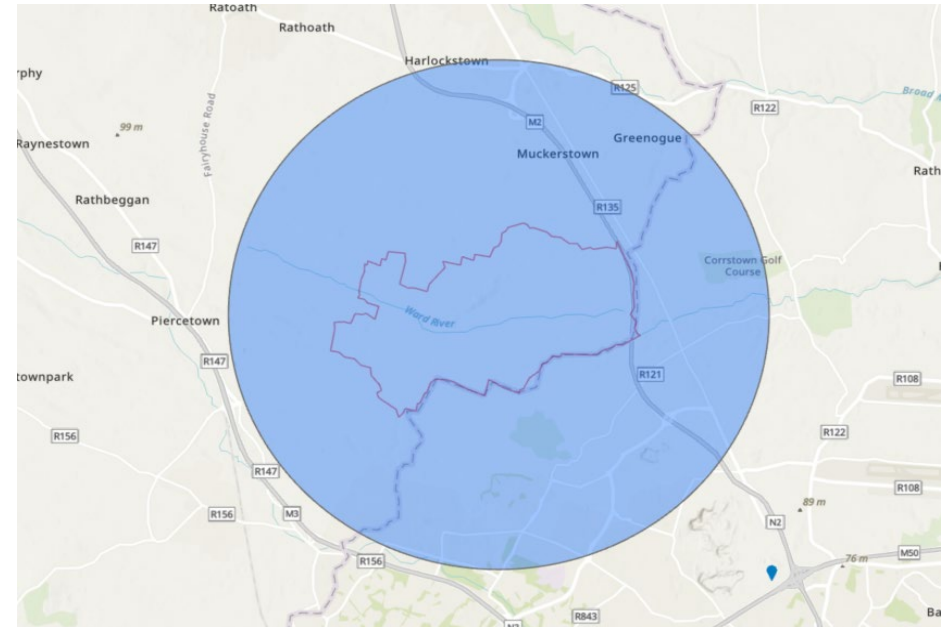 Ratoath
Rathoath
Harlockstown
rphy
R125
R122
Broad
99 m
M2
Fairyhouse Road
Greenogue
Raynestown
Muckerstown
Rath
Rathbeggan
R135
R147
Corrstown Golf
Course
Ward River
Piercetown
R147
townpark
R121
R108
R156
R122
R147
R108
R156
M3
89 m
N2
R156
76 m
M50
R843
Ba